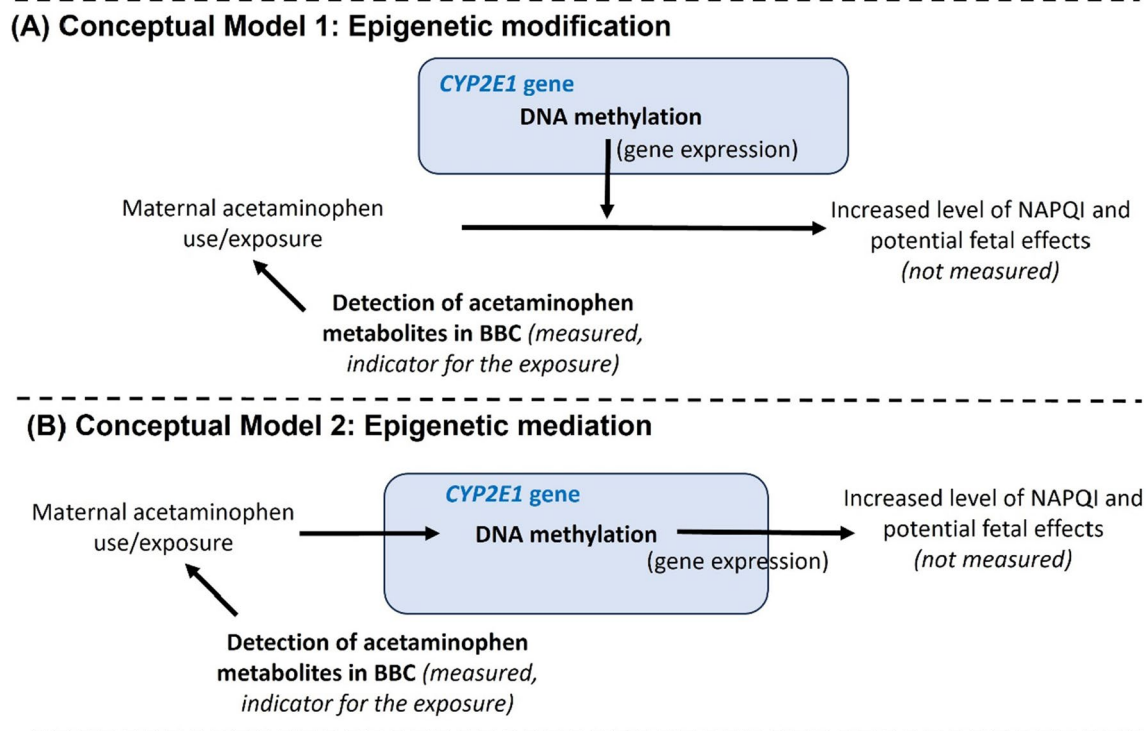 (A) Conceptual Model 1: Epigenetic modification
CYP2E1 gene
DNA methylation
(gene expression)
Maternal acetaminophen
use/exposure
Increased level of NAPQI and
potential fetal effects
(not measured)
Detection of acetaminophen
metabolites in BBC (measured,
indicator for the exposure)
(B) Conceptual Model 2: Epigenetic mediation
CYP2E1 gene
Maternal acetaminophen
use/exposure
DNA methylation
(gene expression)
Increased level of NAPQI and
potential fetal effects
(not measured)
Detection of acetaminophen
metabolites in BBC (measured,
indicator for the exposure)